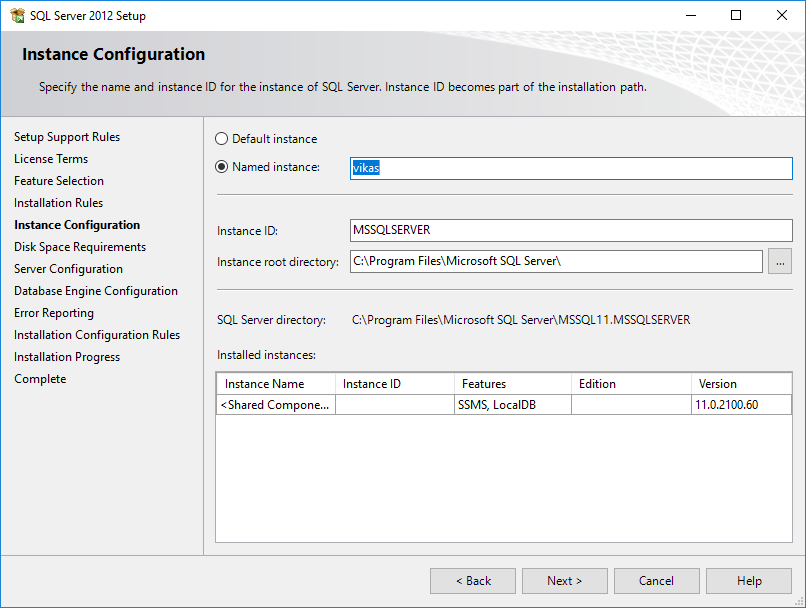 SQL Server 2012 Setup
Instance Configuration
Specify the name and instance ID for the instance of SQL Server. Instance ID becomes part of the installation path.
Setup Support Rules
License Terms
Feature Selection
Installation Rules
Instance Configuration
Disk Space Requirements
Server Configuration
Database Engine Configuration
Error Reporting
Installation Configuration Rules
Installation Progress
Complete
Default instance
Named instance: vikas
Instance ID: MSSQLSERVER
Instance root directory: C:\Program Files\Microsoft SQL Server\ ...
SQL Server directory: C:\Program Files\Microsoft SQL Server\MSSQL11.MSSQLSERVER
Installed instances:
Instance Name Instance ID Features Edition Version
<Shared Compone... SSMS, LocalDB 11.0.2100.60
< Back Next > Cancel Help